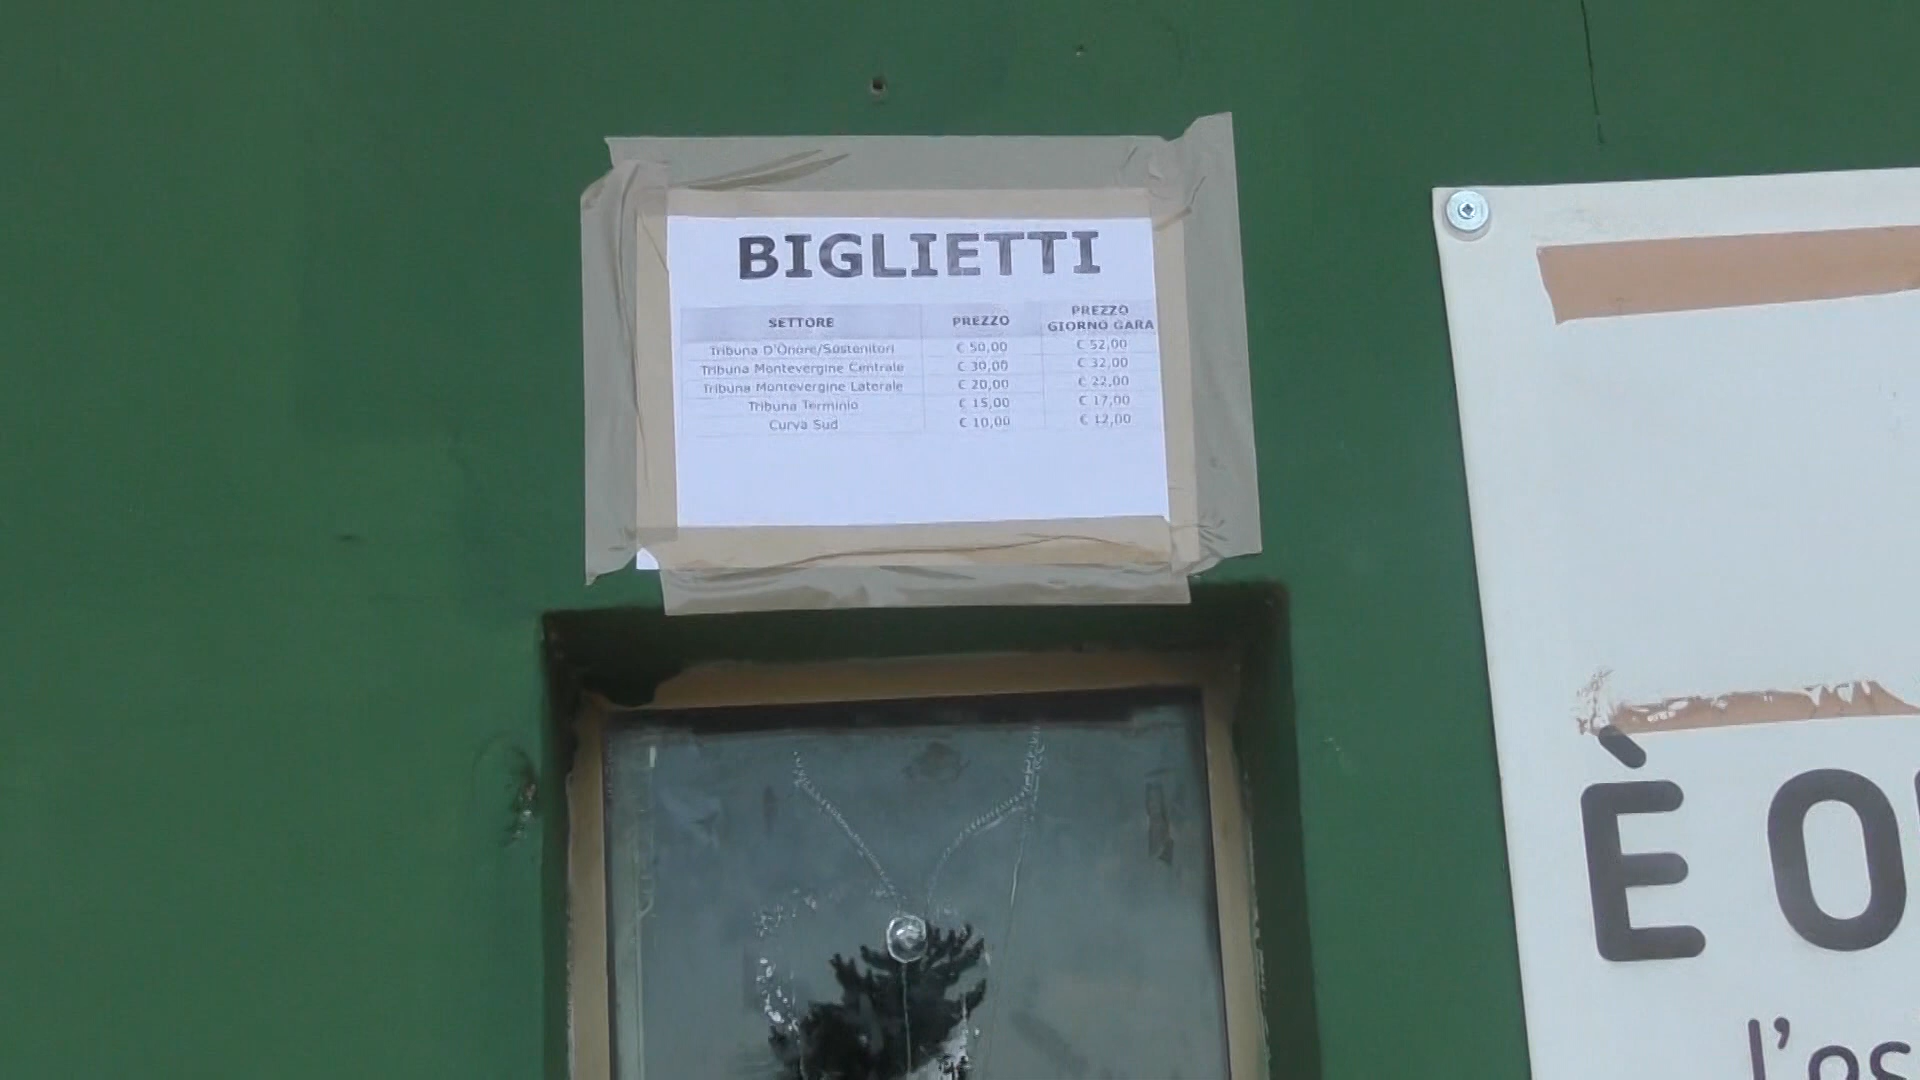 BIGLIETTI
SETTORE PREZZO PREZZO GIORNO GARA
Tribuna D'Onore/Sostenitori € 50,00 € 52,00
Tribuna Montevergine Centrale € 30,00 € 32,00
Tribuna Montevergine Laterale € 20,00 € 22,00
Tribuna Terminio € 15,00 € 17,00
Curva Sud € 10,00 € 12,00
È O
l'os